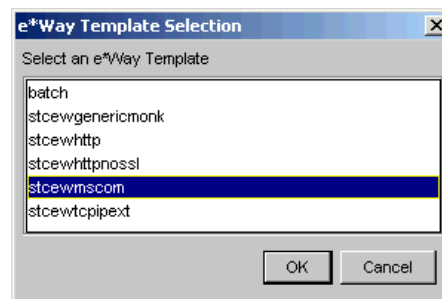 e*Way Template Selection
Select an e*Way Template
batch
stcewgenericmonk
stcewhttp
stcewhttpnossl
stcewmscom
stcewtcpipext
OK Cancel